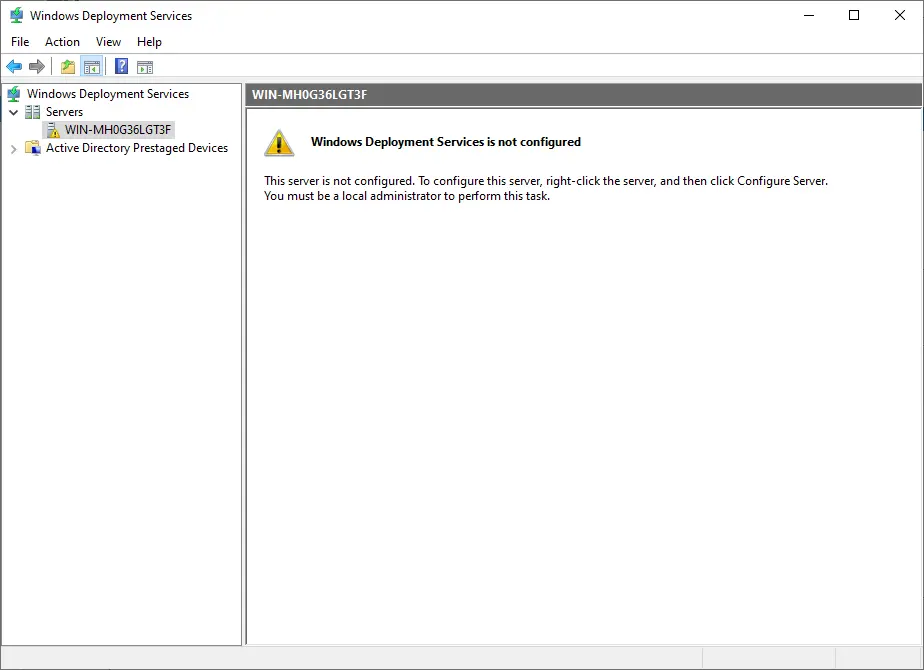 Windows Deployment Services
File Action View Help
Windows Deployment Services
Servers
WIN-MH0G36LGT3F
Active Directory Prestaged Devices
WIN-MH0G36LGT3F
Windows Deployment Services is not configured
This server is not configured. To configure this server, right-click the server, and then click Configure Server.
You must be a local administrator to perform this task.